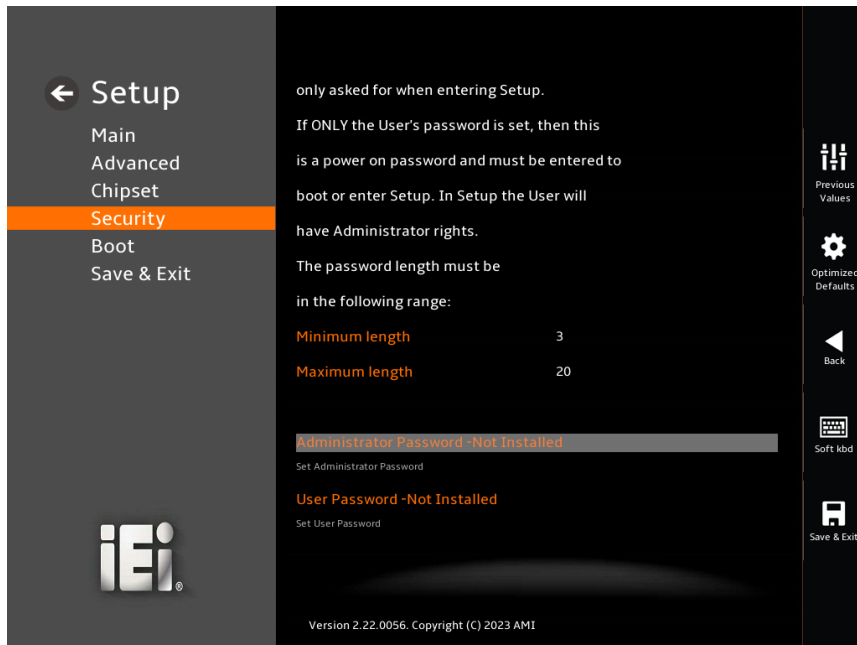 Setup
Main
Advanced
Chipset
Security
Boot
Save & Exit
only asked for when entering Setup.
If ONLY the User's password is set, then this
is a power on password and must be entered to
boot or enter Setup. In Setup the User will
have Administrator rights.
The password length must be
in the following range:
Minimum length 3
Maximum length 20
Administrator Password -Not Installed
Set Administrator Password
User Password -Not Installed
Set User Password
Version 2.22.0056. Copyright (C) 2023 AMI
Previous
Values
Optimized
Defaults
Back
Soft kbd
Save & Exit
iEi®